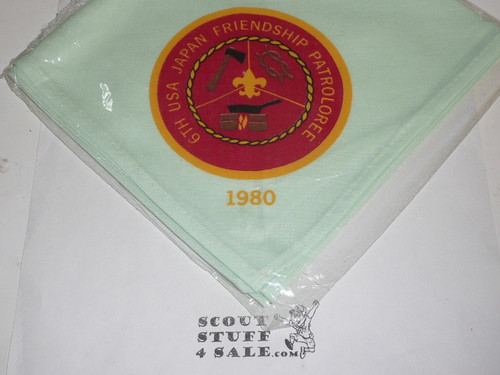 6TH USA JAPAN FRIENDSHIP PATROLOREE
1980
SCOUT
STUFF
4 SALE.COM